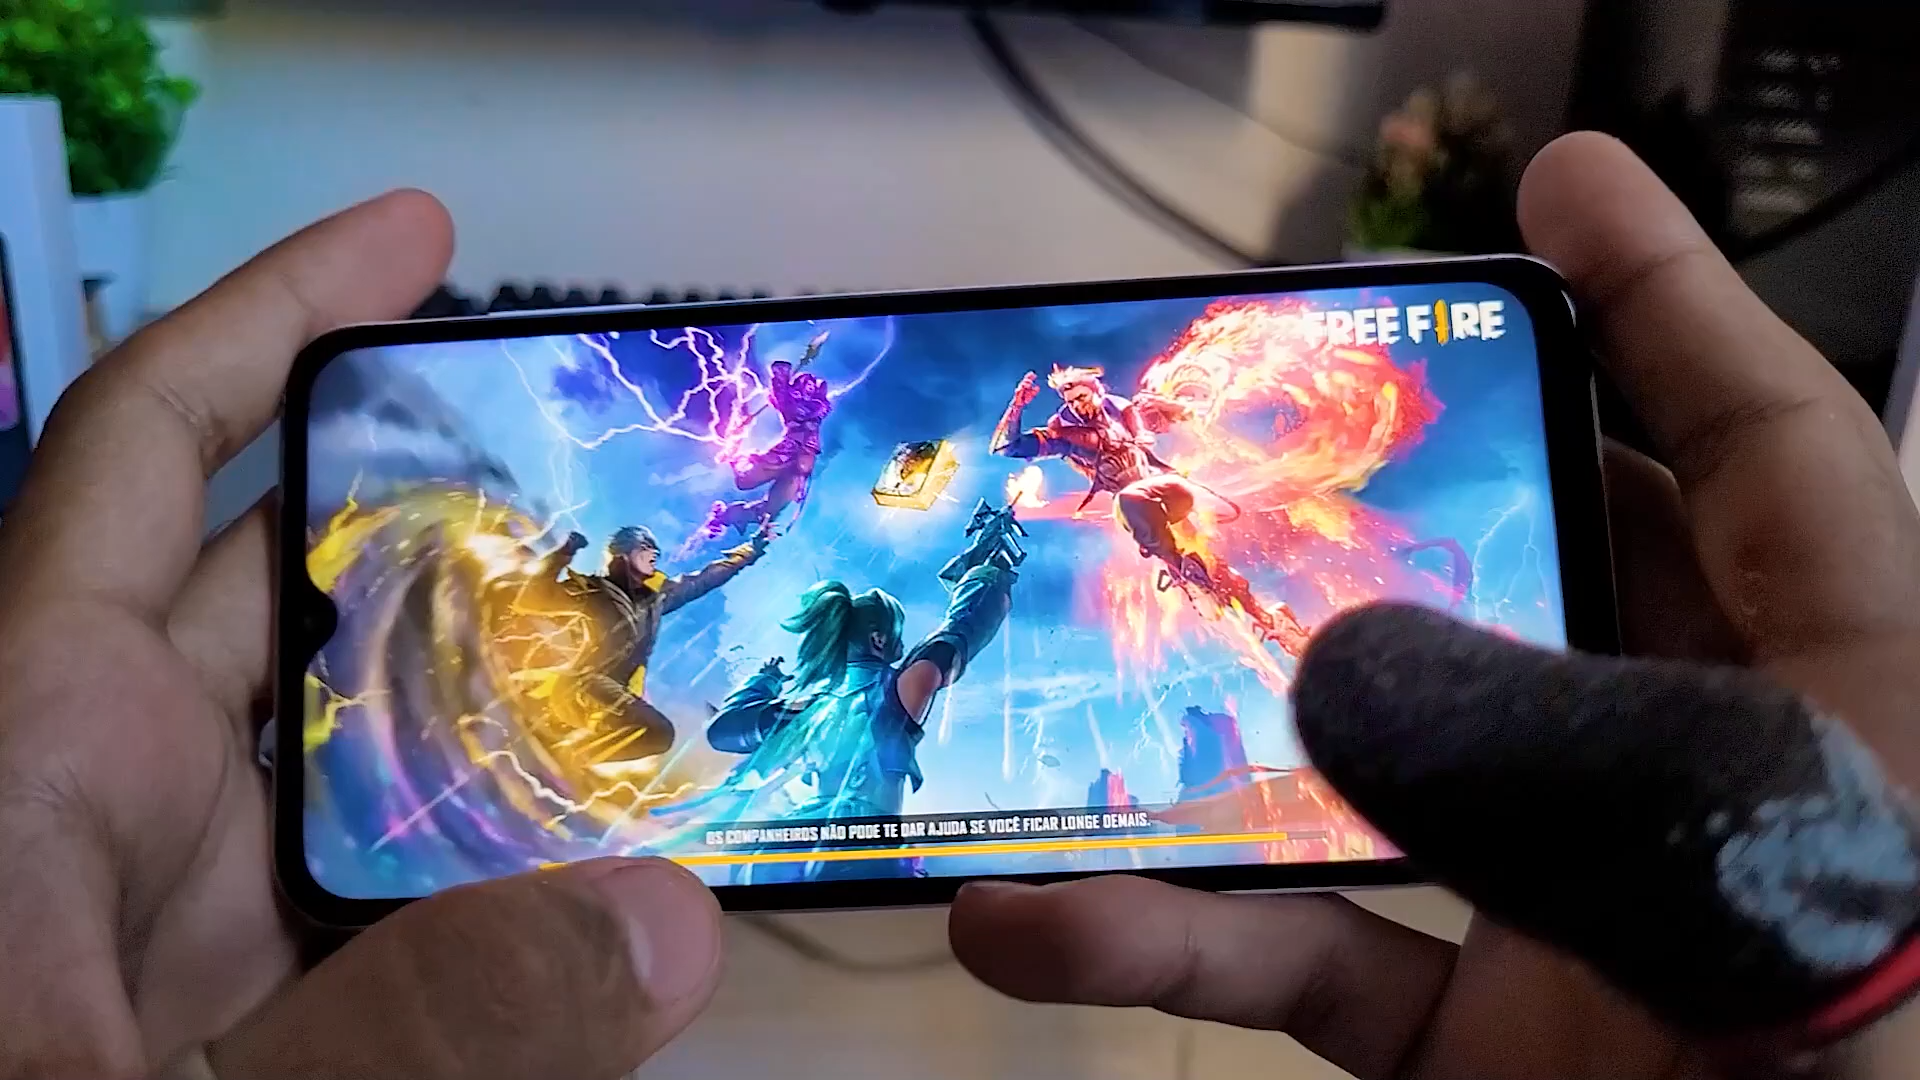 FREE FIRE
OS COMPANHEIROS NÃO PODE TE DAR AJUDA SE VOCÊ FICAR LONGE DEMAIS.